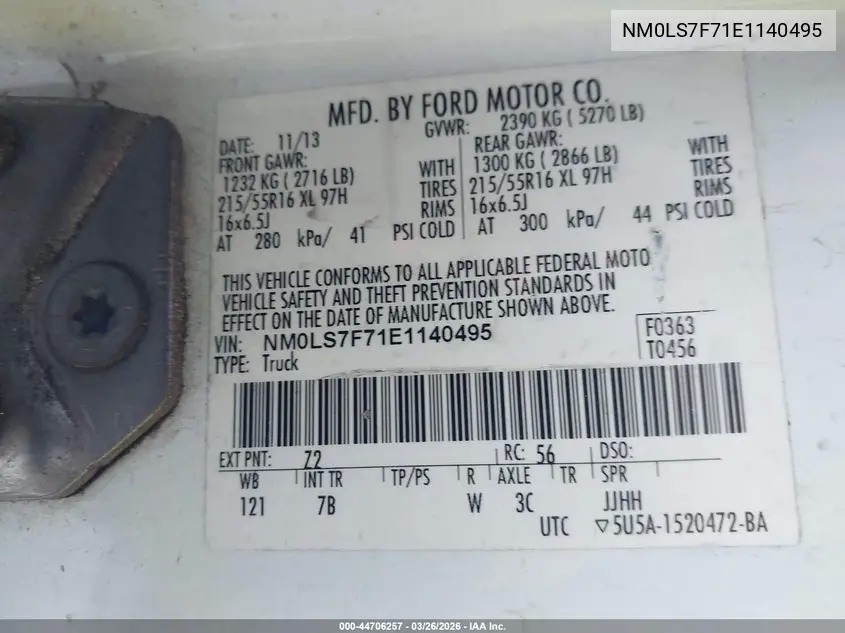 NM0LS7F71E1140495
MFD. BY FORD MOTOR CO.
DATE: 11/13 GVWR: 2390 KG ( 5270 LB)
FRONT GAWR: WITH REAR GAWR: WITH
1232 KG ( 2716 LB) TIRES 1300 KG ( 2866 LB) TIRES
215/55R16 XL 97H RIMS 215/55R16 XL 97H RIMS
16x6.5J 16x6.5J
AT 280 kPa/ 41 PSI COLD AT 300 kPa/ 44 PSI COLD
THIS VEHICLE CONFORMS TO ALL APPLICABLE FEDERAL MOTO
VEHICLE SAFETY AND THEFT PREVENTION STANDARDS IN
EFFECT ON THE DATE OF MANUFACTURE SHOWN ABOVE.
VIN: NM0LS7F71E1140495 F0363
TYPE: Truck T0456
EXT PNT: Z2 RC: 56 DSO:
WB INT TR TP/PS R AXLE TR SPR
121 7B W 3C JJHH
UTC ▽5U5A-1520472-BA
000-44706257 - 03/26/2026 - IAA Inc.